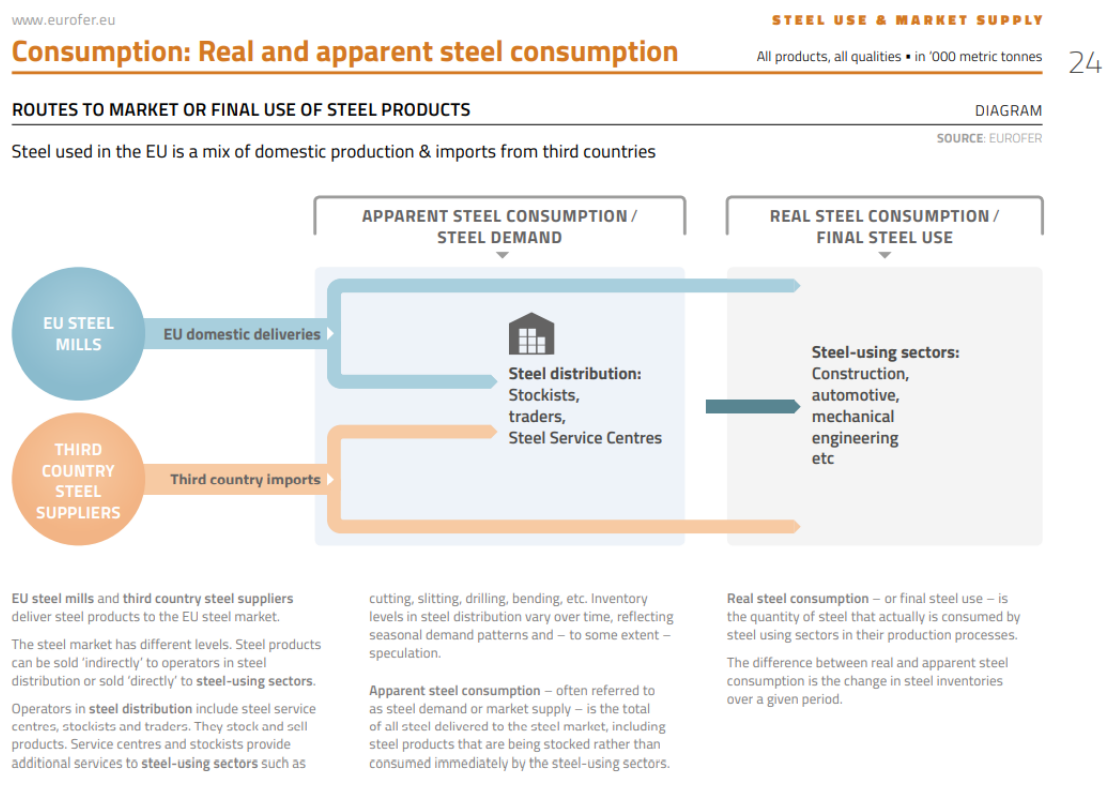 www.eurofer.eu
STEEL USE & MARKET SUPPLY
Consumption: Real and apparent steel consumption
All products, all qualities ▪ in '000 metric tonnes
24
ROUTES TO MARKET OR FINAL USE OF STEEL PRODUCTS
DIAGRAM
SOURCE: EUROFER
Steel used in the EU is a mix of domestic production & imports from third countries
APPARENT STEEL CONSUMPTION /
STEEL DEMAND
REAL STEEL CONSUMPTION /
FINAL STEEL USE
EU STEEL
MILLS
EU domestic deliveries
Steel distribution:
Stockists,
traders,
Steel Service Centres
Steel-using sectors:
Construction,
automotive,
mechanical
engineering
etc
THIRD
COUNTRY
STEEL
SUPPLIERS
Third country imports
EU steel mills and third country steel suppliers
deliver steel products to the EU steel market.
The steel market has different levels. Steel products
can be sold 'indirectly' to operators in steel
distribution or sold 'directly' to steel-using sectors.
Operators in steel distribution include steel service
centres, stockists and traders. They stock and sell
products. Service centres and stockists provide
additional services to steel-using sectors such as
cutting, slitting, drilling, bending, etc. Inventory
levels in steel distribution vary over time, reflecting
seasonal demand patterns and – to some extent –
speculation.
Apparent steel consumption – often referred to
as steel demand or market supply – is the total
of all steel delivered to the steel market, including
steel products that are being stocked rather than
consumed immediately by the steel-using sectors.
Real steel consumption – or final steel use – is
the quantity of steel that actually is consumed by
steel using sectors in their production processes.
The difference between real and apparent steel
consumption is the change in steel inventories
over a given period.